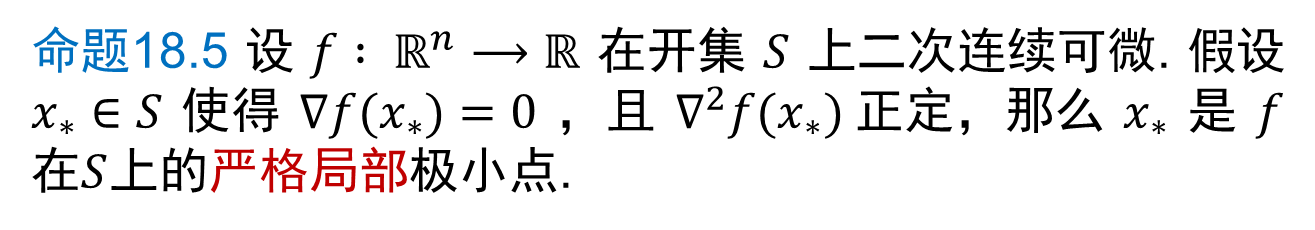 命题18.5 设 𝑓 : ℝⁿ ⟶ ℝ 在开集 𝑆 上二次连续可微. 假设
𝑥∗ ∈ 𝑆 使得 ∇𝑓(𝑥∗) = 0 ，且 ∇²𝑓(𝑥∗) 正定，那么 𝑥∗ 是 𝑓
在𝑆上的严格局部极小点.